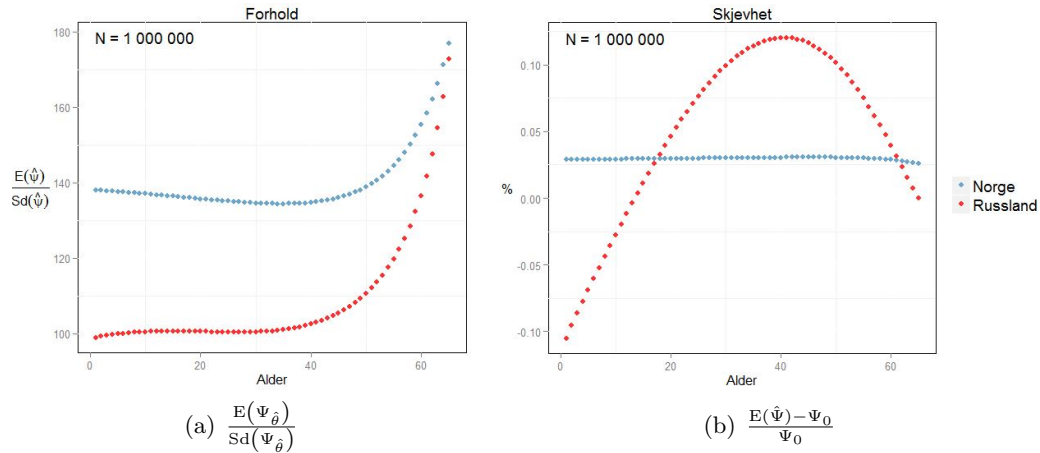 Forhold
N = 1 000 000
180
160
140
120
100
E(ψ̂)
Sd(ψ̂)
0
20
40
60
Alder
(a) E(Ψ_θ̂) / Sd(Ψ_θ̂)
Skjevhet
N = 1 000 000
0.10
0.05
0.00
-0.05
-0.10
%
0
20
40
60
Alder
(b) E(Ψ̂)−Ψ₀ / Ψ₀
Norge
Russland